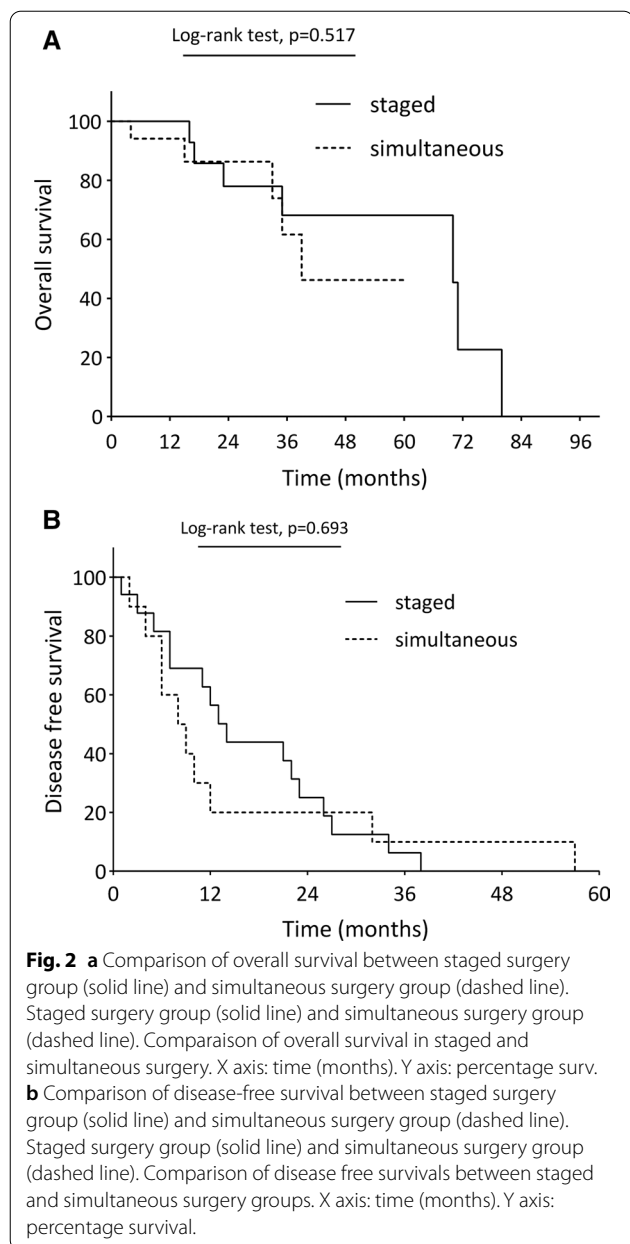 A
Log-rank test, p=0.517
staged
simultaneous
100
80
60
40
20
0
Overall survival
0 12 24 36 48 60 72 84 96
Time (months)
B
Log-rank test, p=0.693
staged
simultaneous
100
80
60
40
20
0
Disease free survival
0 12 24 36 48 60
Time (months)
Fig. 2 a Comparison of overall survival between staged surgery
group (solid line) and simultaneous surgery group (dashed line).
Staged surgery group (solid line) and simultaneous surgery group
(dashed line). Comparaison of overall survival in staged and
simultaneous surgery. X axis: time (months). Y axis: percentage surv.
b Comparison of disease-free survival between staged surgery
group (solid line) and simultaneous surgery group (dashed line).
Staged surgery group (solid line) and simultaneous surgery group
(dashed line). Comparison of disease free survivals between staged
and simultaneous surgery groups. X axis: time (months). Y axis:
percentage survival.